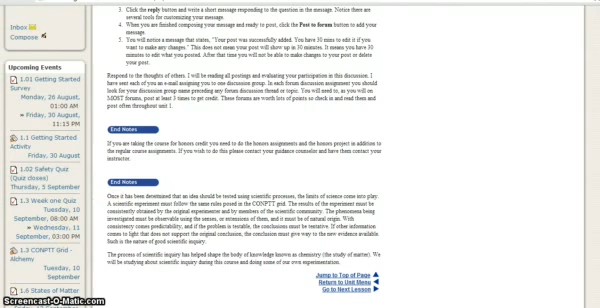 Inbox
Compose
Upcoming Events
1.01 Getting Started
Survey
Monday, 26 August,
01:00 AM
» Friday, 30 August,
11:15 PM
1.1 Getting Started
Activity
Friday, 30 August
1.02 Safety Quiz
(Quiz closes)
Thursday, 5 September
1.3 Week one Quiz
Tuesday, 10
September, 08:00 AM
» Wednesday, 11
September, 03:00 PM
1.3 CONPTT Grid -
Alchemy
Tuesday, 10
September
1.6 States of Matter
3. Click the reply button and write a short message responding to the question in the message. Notice there are
several tools for customizing your message.
4. When you are finished composing your message and ready to post, click the Post to forum button to add your
message.
5. You will notice a message that states, "Your post was successfully added. You have 30 mins to edit it if you
want to make any changes." This does not mean your post will show up in 30 minutes. It means you have 30
minutes to edit what you posted. After that time you will not be able to make changes to your post or delete
your post.
Respond to the thoughts of others. I will be reading all postings and evaluating your participation in this discussion. I
have sent each of you an e-mail assigning you to one discussion group. In each forum discussion assignment you should
look for your discussion group name preceding any forum discussion thread or topic. You will need to, as you will on
MOST forums, post at least 3 times to get credit. These forums are worth lots of points so check in and read them and
post often throughout unit 1.
End Notes
If you are taking the course for honors credit you need to do the honors assignments and the honors project in addition to
the regular course assignments. If you wish to do this please contact your guidance counselor and have them contact your
instructor.
End Notes
Once it has been determined that an idea should be tested using scientific processes, the limits of science come into play.
A scientific experiment must follow the same rules posed in the CONPTT grid. The results of the experiment must be
consistently obtained by the original experimenter and by members of the scientific community. The phenomena being
investigated must be observable using the senses, or extensions of them, and it must be of natural origin. With
consistency comes predictability, and if the problem is testable, the conclusions must be tentative. If other information
comes to light that does not support the original conclusion, the conclusion must give way to the new evidence available.
Such is the nature of good scientific inquiry.
The process of scientific inquiry has helped shape the body of knowledge known as chemistry (the study of matter). We
will be studying about scientific inquiry during this course and doing some of our own experimentation.
Jump to Top of Page
Return to Unit Menu
Go to Next Lesson
Screencast-O-Matic.com